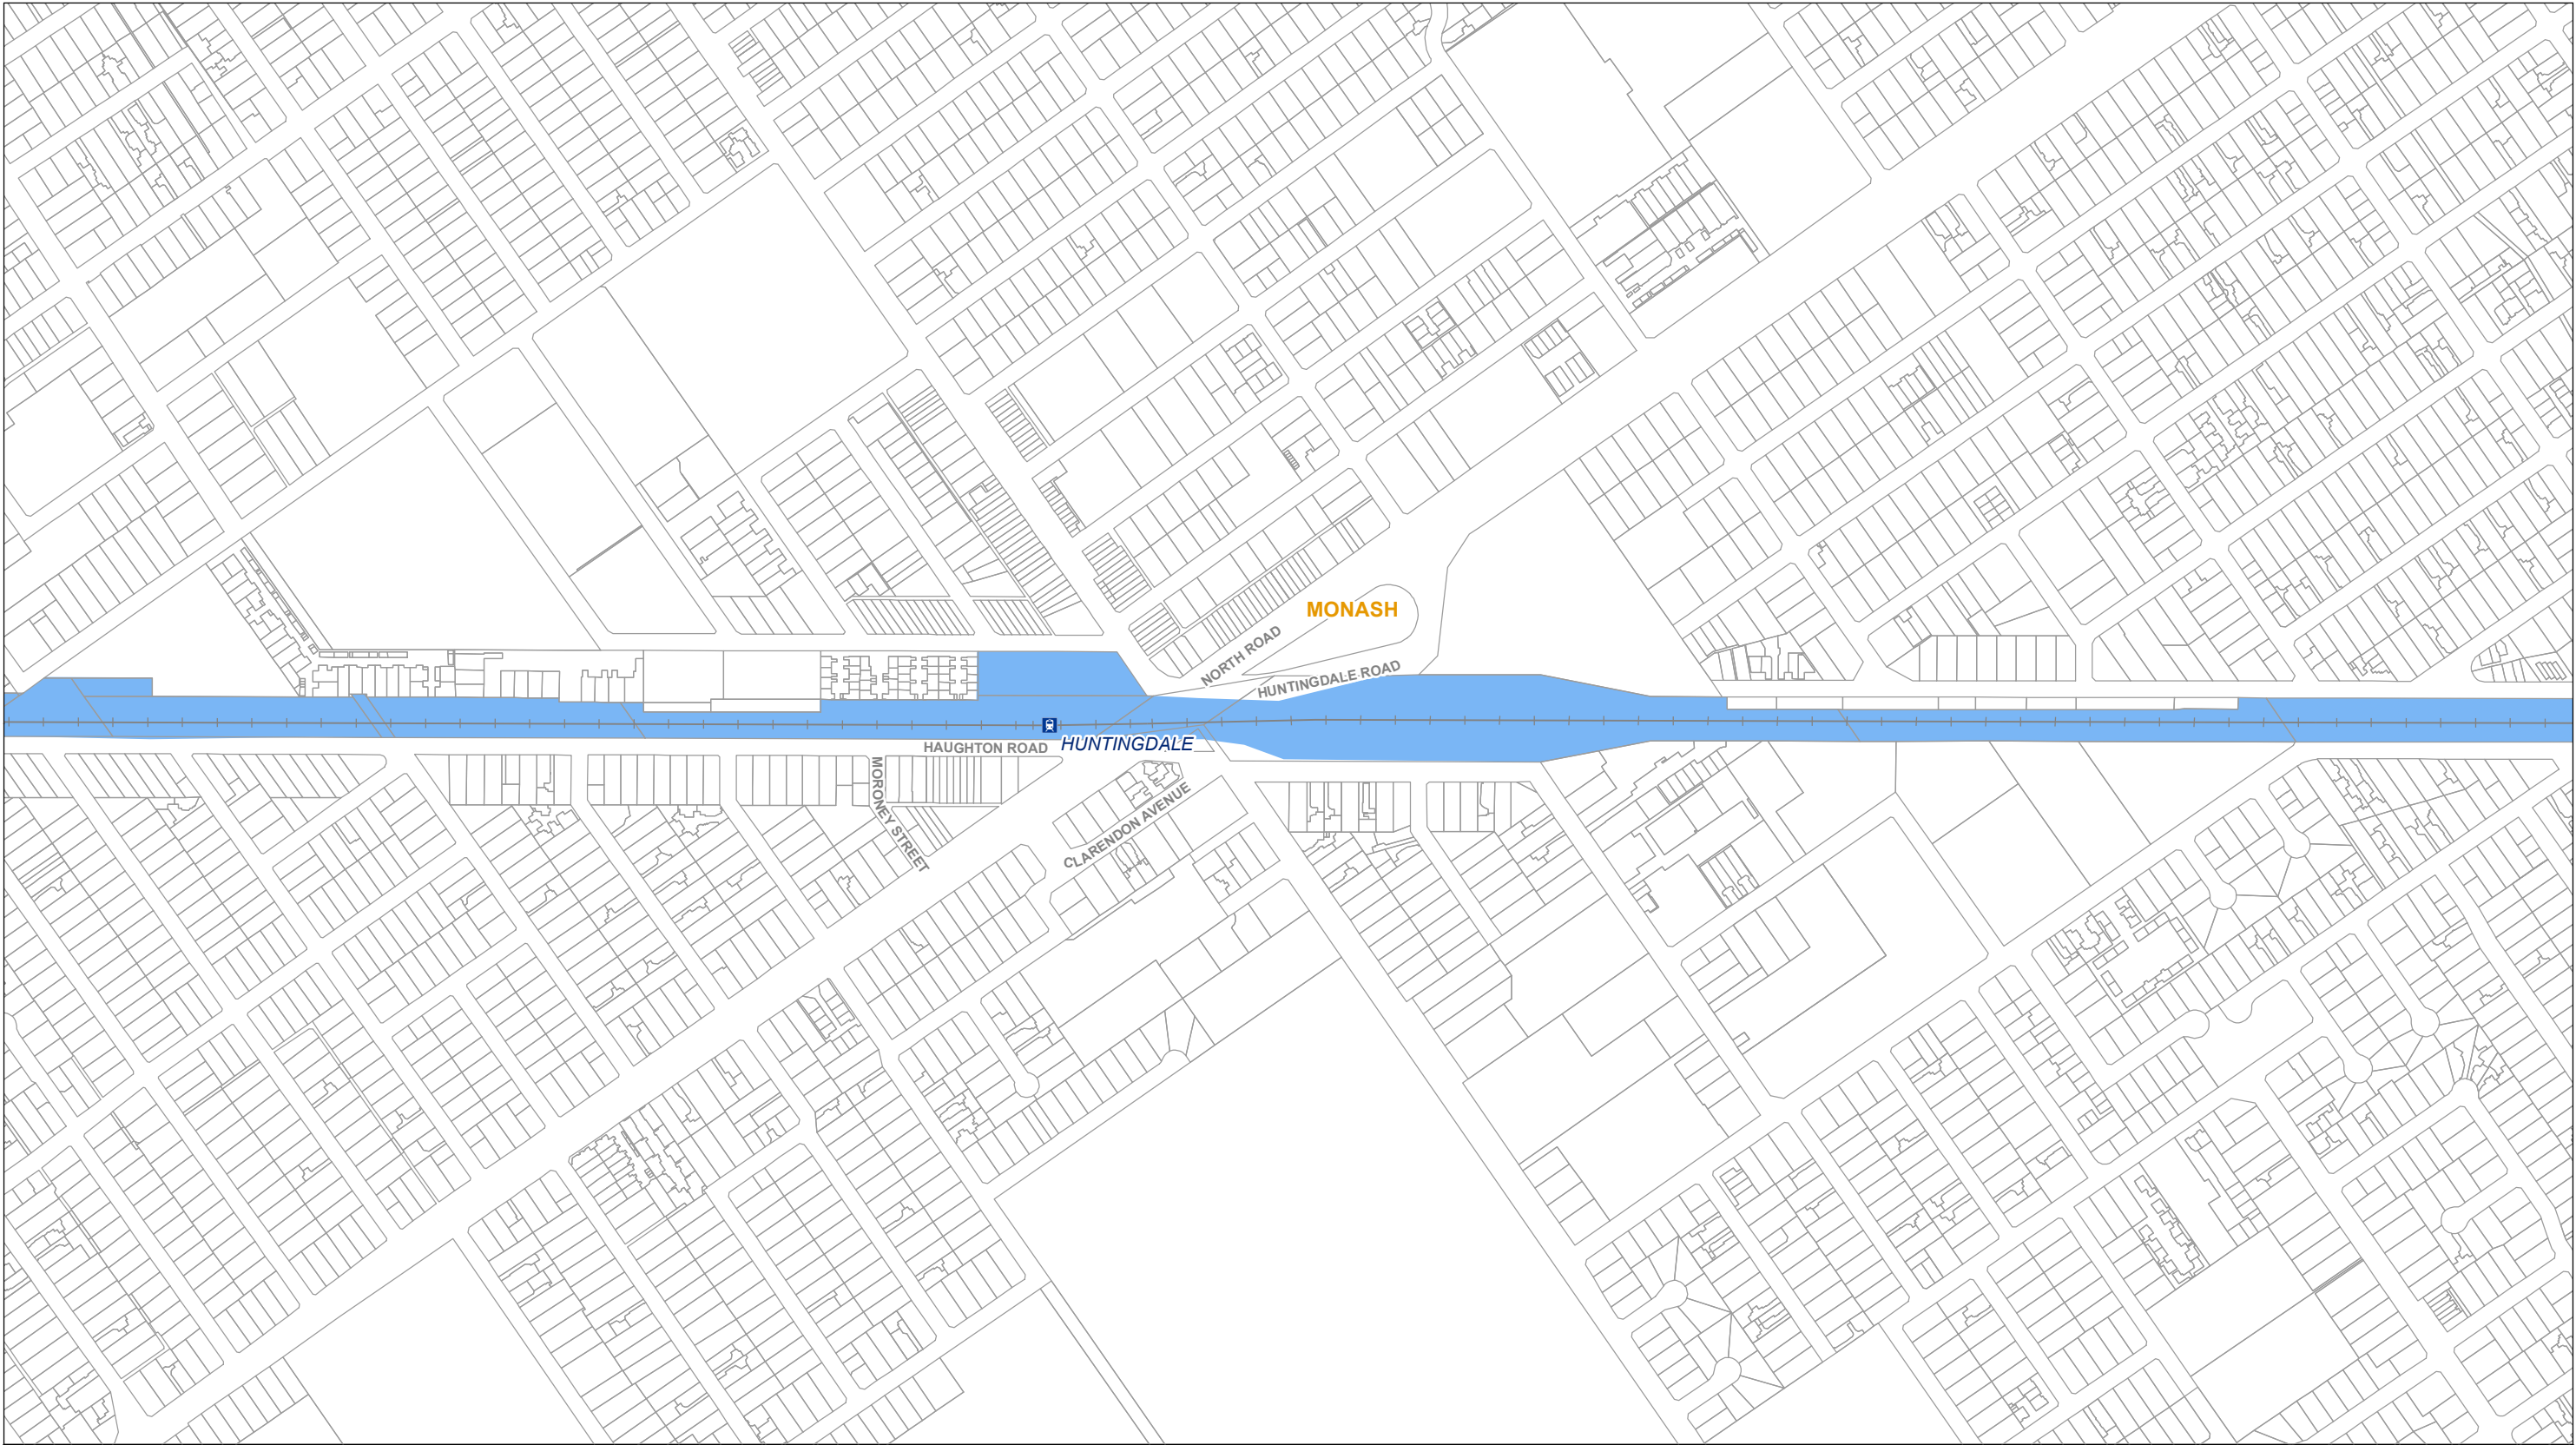 MONASH
NORTH ROAD
HUNTINGDALE ROAD
HAUGHTON ROAD
HUNTINGDALE
MORONEY STREET
CLARENDON AVENUE